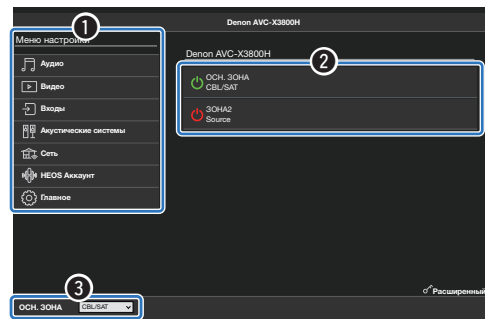 Denon AVC-X3800H
1
Меню настройки
Аудио
Видео
Входы
Акустические системы
Сеть
HEOS Аккаунт
Главное
Denon AVC-X3800H
2
ОСН. ЗОНА
CBL/SAT
ЗОНА2
Source
Расширенный
3
ОСН. ЗОНА CBL/SAT